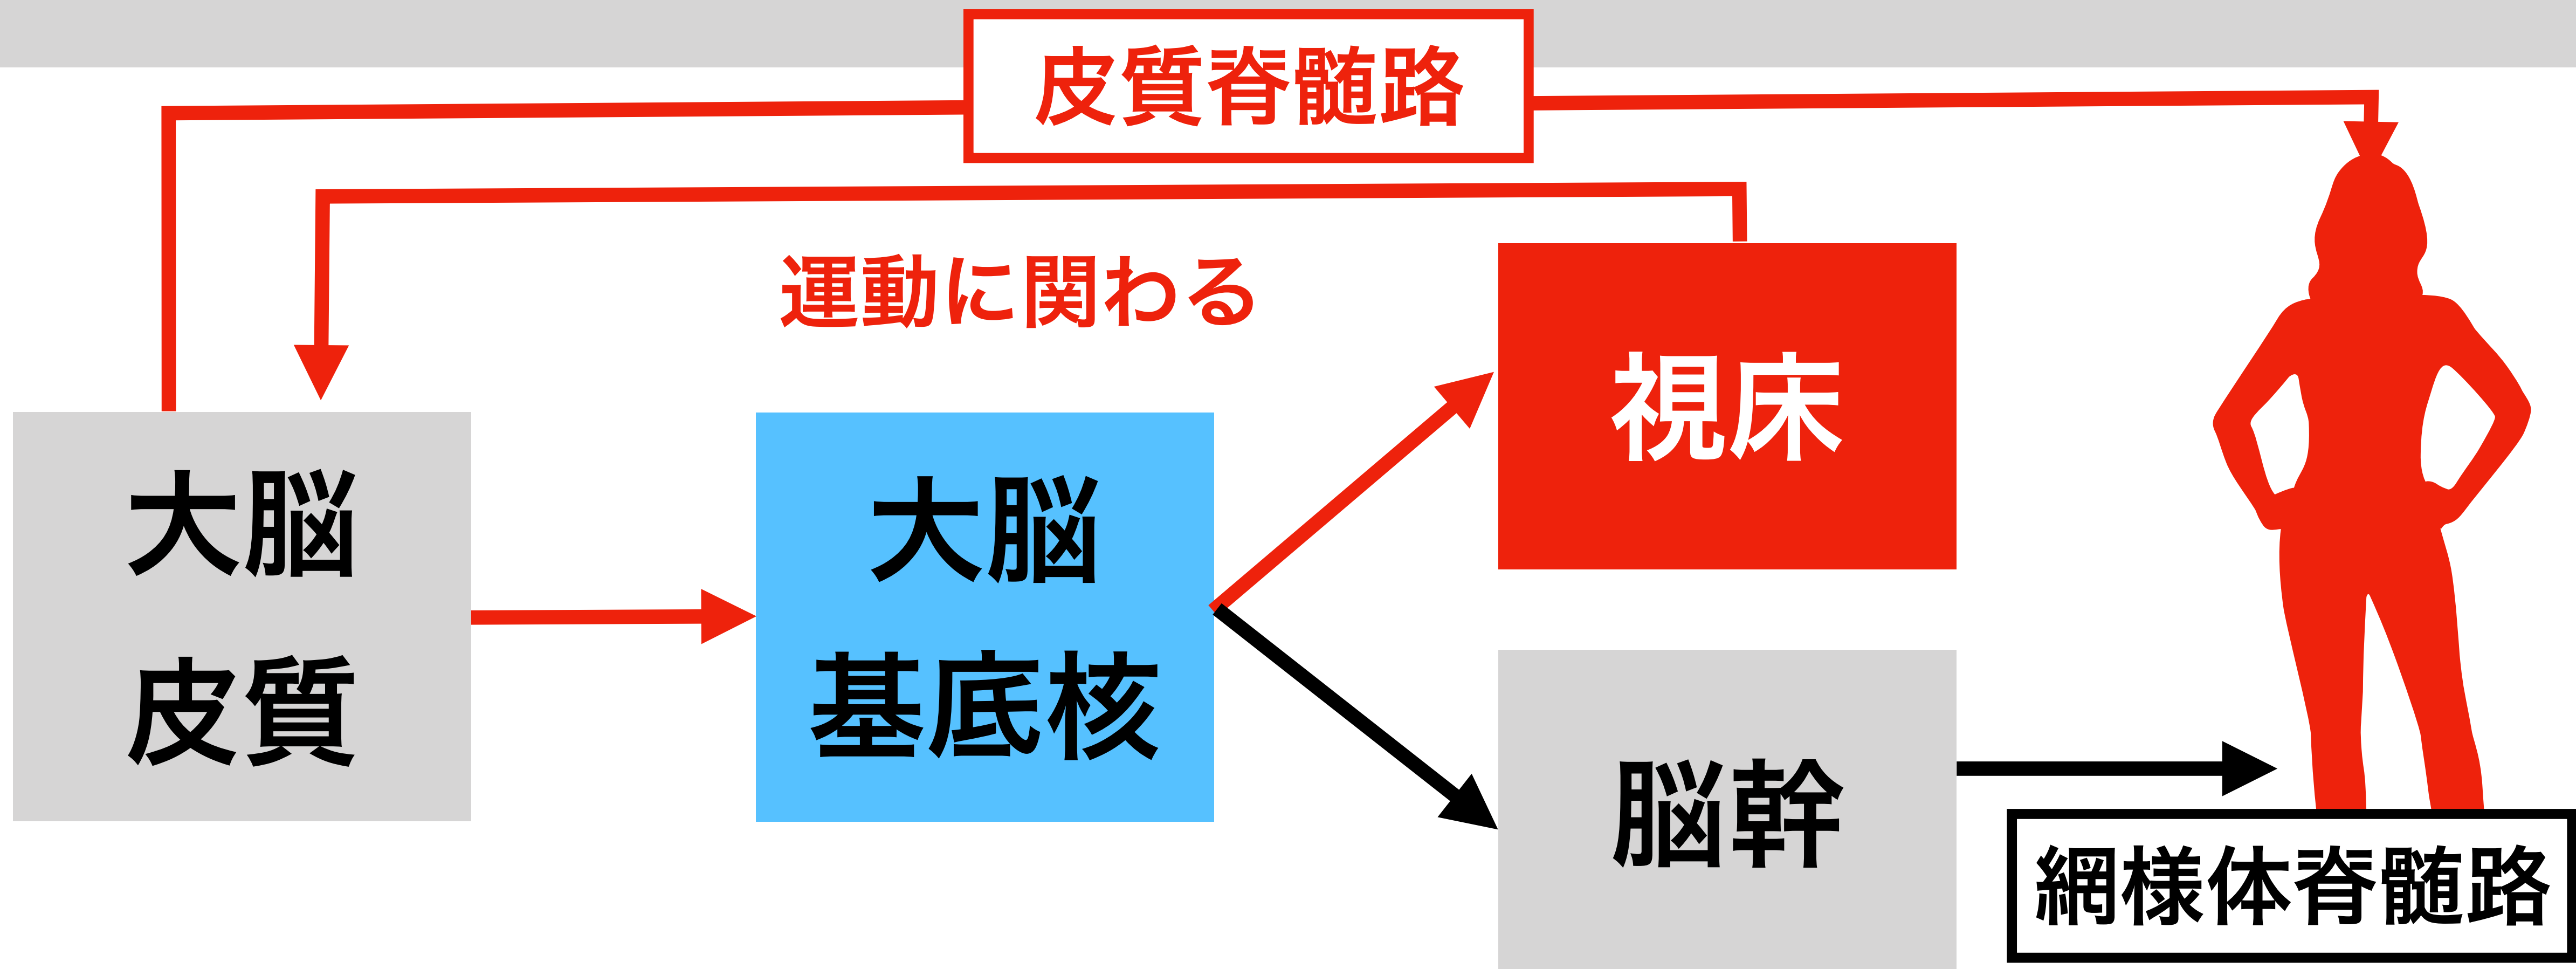 皮質脊髄路
運動に関わる
大脳
皮質
大脳
基底核
視床
脳幹
網様体脊髄路